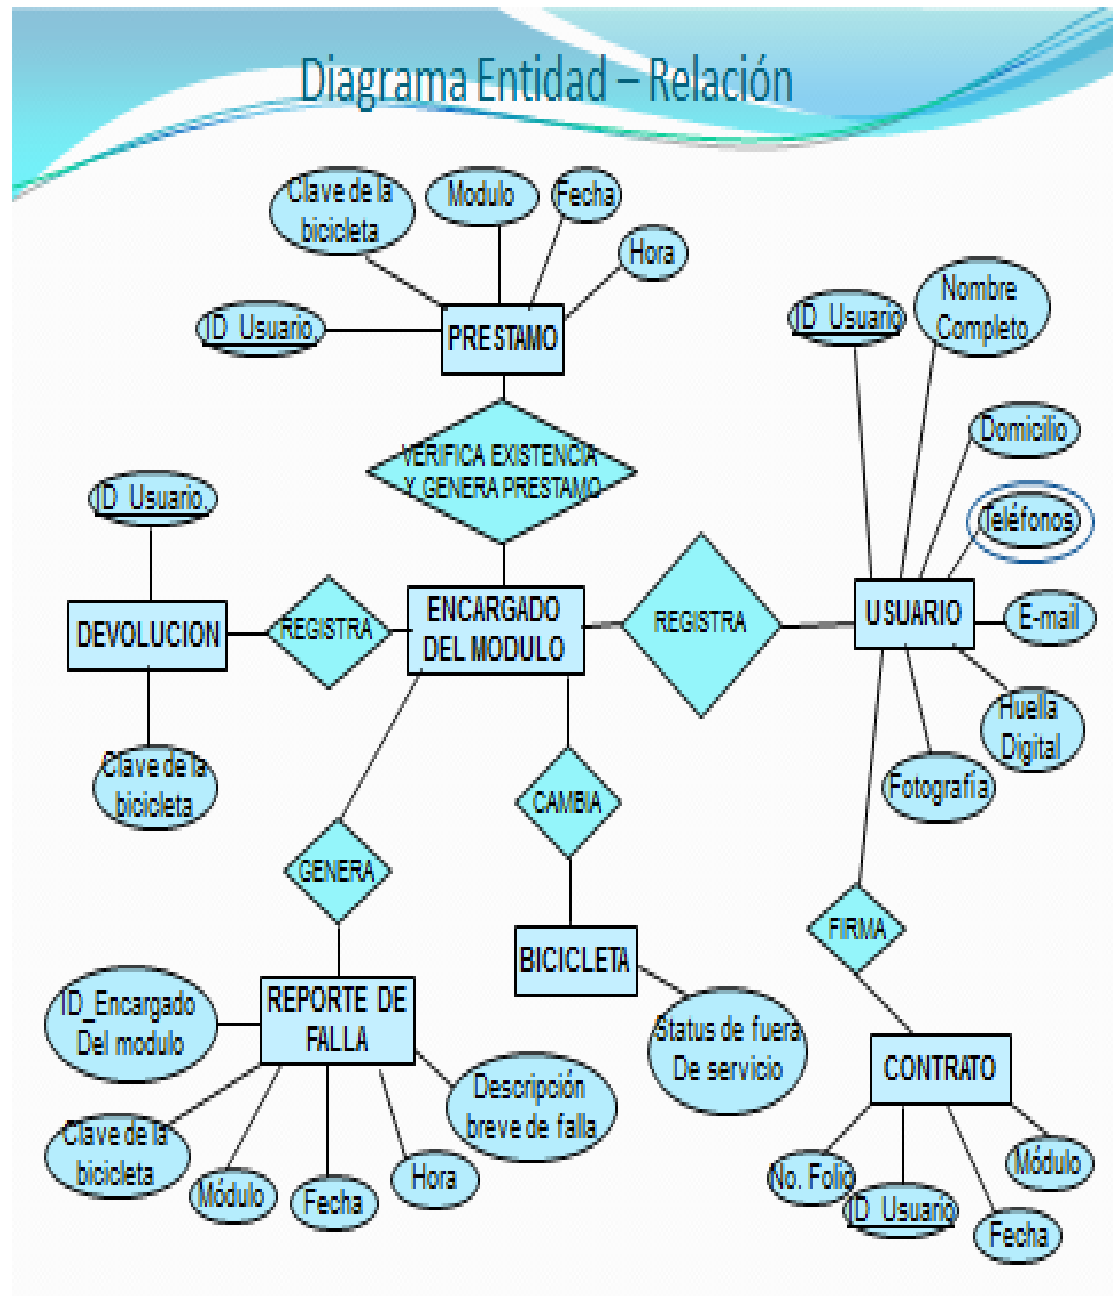 Diagrama Entidad – Relación
Clave de la
bicicleta
Modulo
Fecha
Hora
ID_Usuario.
PRESTAMO
Nombre
Completo
ID_Usuario
Domicilio
Teléfonos
E-mail
Huella
Digital
Fotografía
USUARIO
VERIFICA EXISTENCIA
Y GENERA PRESTAMO
ID_Usuario.
DEVOLUCION
REGISTRA
ENCARGADO
DEL MODULO
REGISTRA
Clave de la
bicicleta
CAMBIA
GENERA
FIRMA
BICICLETA
Status de fuera
De servicio
ID_Encargado
Del modulo
REPORTE DE
FALLA
Descripción
breve de falla
Clave de la
bicicleta
Módulo
Fecha
Hora
CONTRATO
No. Folio
ID_Usuario
Fecha
Módulo